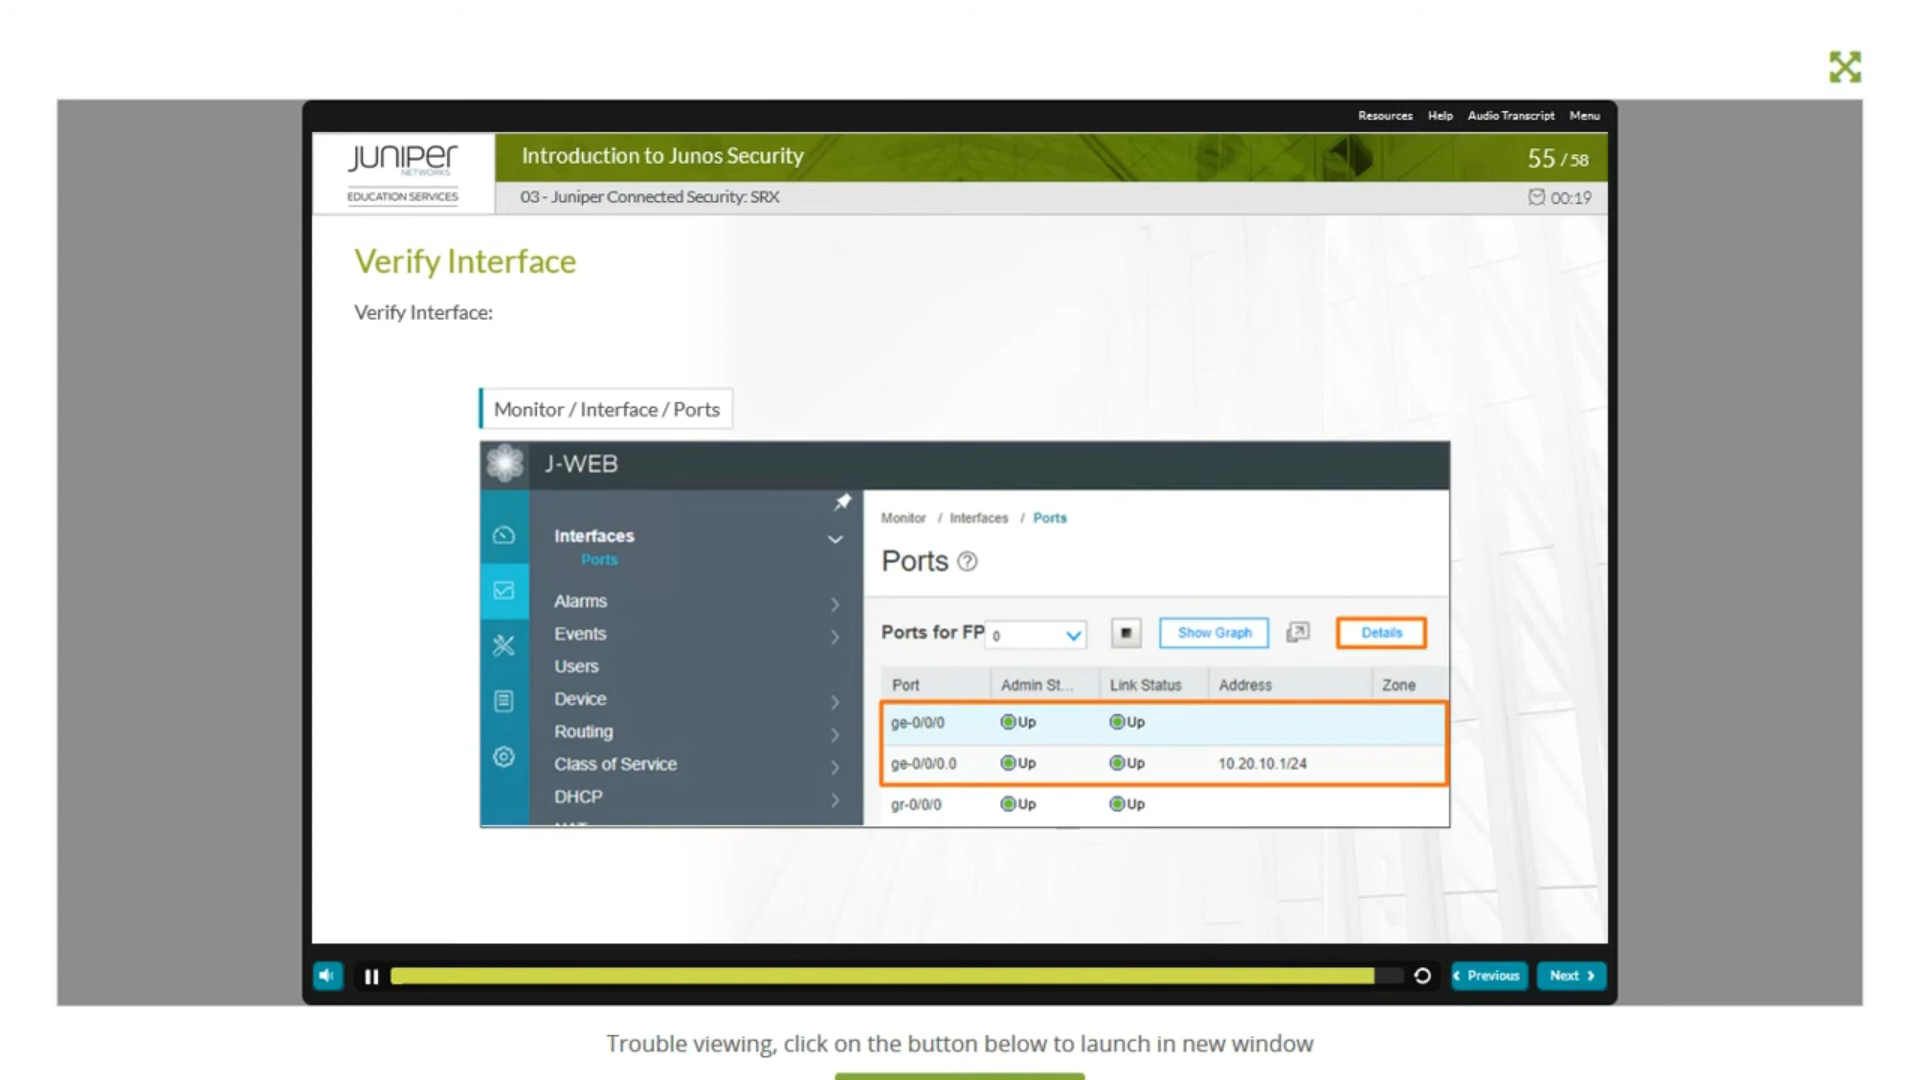 Resources Help Audio Transcript Menu
JUNIPER
NETWORKS
EDUCATION SERVICES
Introduction to Junos Security
55 / 58
03 - Juniper Connected Security: SRX
00:19
Verify Interface
Verify Interface:
Monitor / Interface / Ports
J-WEB
Interfaces
Ports
Alarms
Events
Users
Device
Routing
Class of Service
DHCP
Monitor / Interfaces / Ports
Ports ?
Ports for FP 0 Show Graph Details
Port Admin St... Link Status Address Zone
ge-0/0/0 Up Up
ge-0/0/0.0 Up Up 10.20.10.1/24
gr-0/0/0 Up Up
Previous Next
Trouble viewing, click on the button below to launch in new window